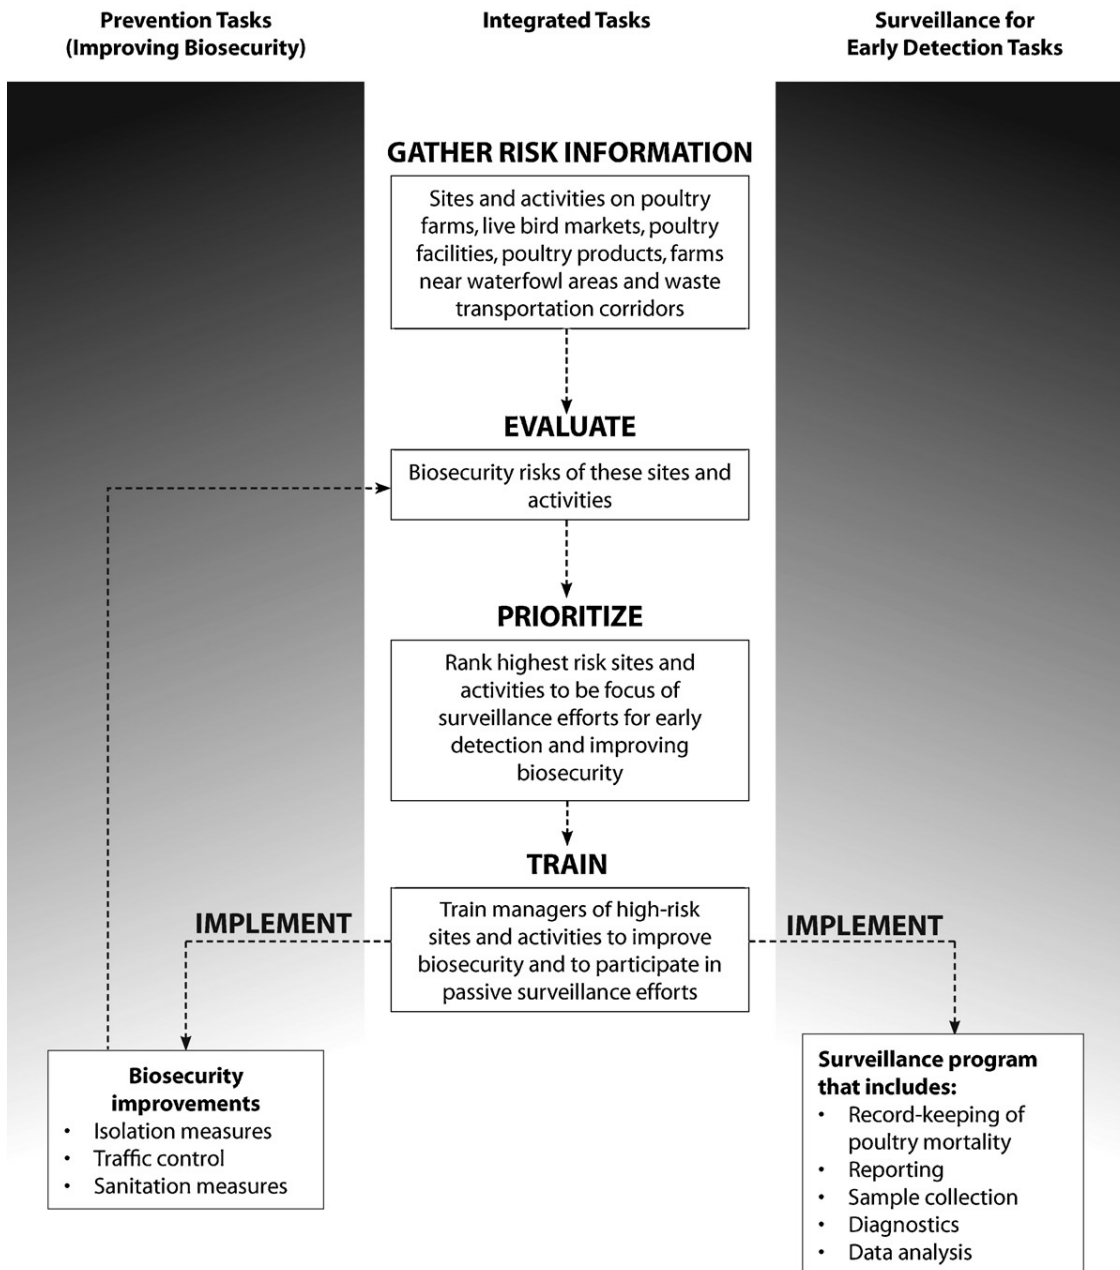 Prevention Tasks
(Improving Biosecurity)
Integrated Tasks
Surveillance for
Early Detection Tasks
GATHER RISK INFORMATION
Sites and activities on poultry
farms, live bird markets, poultry
facilities, poultry products, farms
near waterfowl areas and waste
transportation corridors
EVALUATE
Biosecurity risks of these sites and
activities
PRIORITIZE
Rank highest risk sites and
activities to be focus of
surveillance efforts for early
detection and improving
biosecurity
TRAIN
Train managers of high-risk
sites and activities to improve
biosecurity and to participate in
passive surveillance efforts
IMPLEMENT
IMPLEMENT
Biosecurity
improvements
• Isolation measures
• Traffic control
• Sanitation measures
Surveillance program
that includes:
• Record-keeping of
poultry mortality
• Reporting
• Sample collection
• Diagnostics
• Data analysis